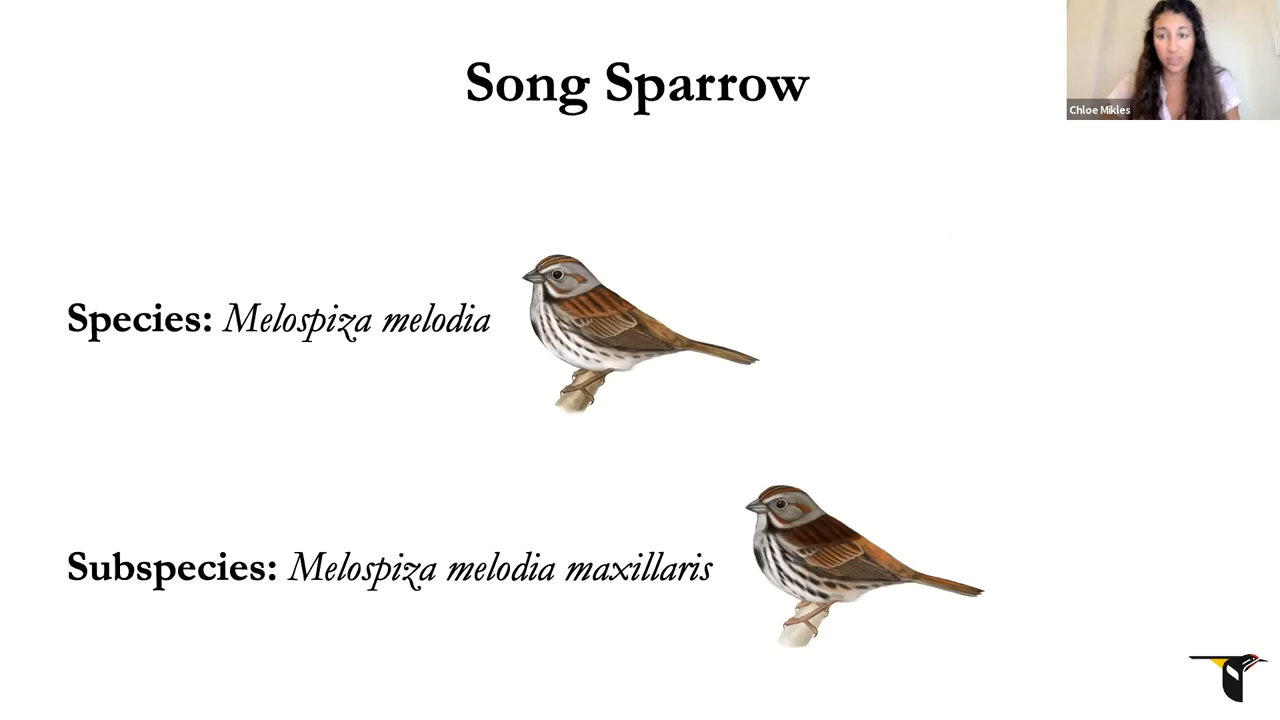 Song Sparrow
Chloe Mikles
Species: Melospiza melodia
Subspecies: Melospiza melodia maxillaris